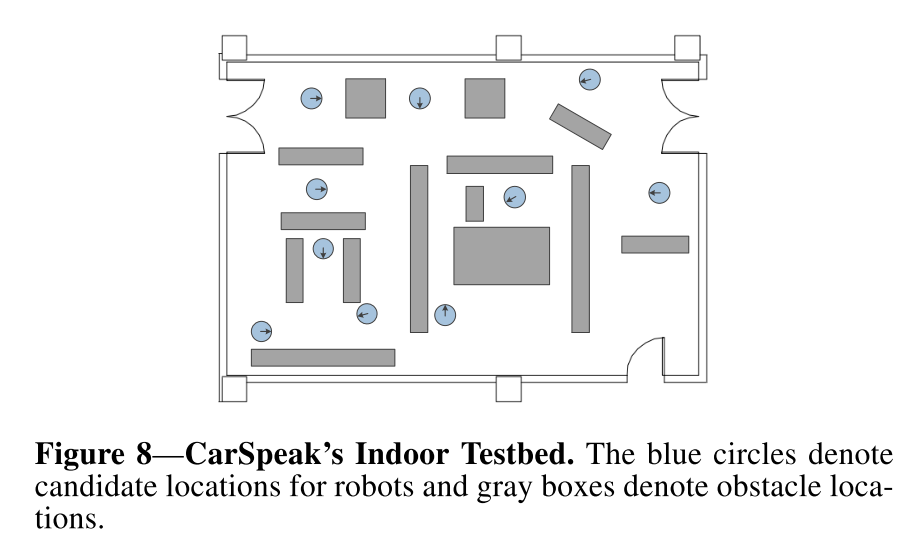 Figure 8—CarSpeak's Indoor Testbed. The blue circles denote
candidate locations for robots and gray boxes denote obstacle loca-
tions.